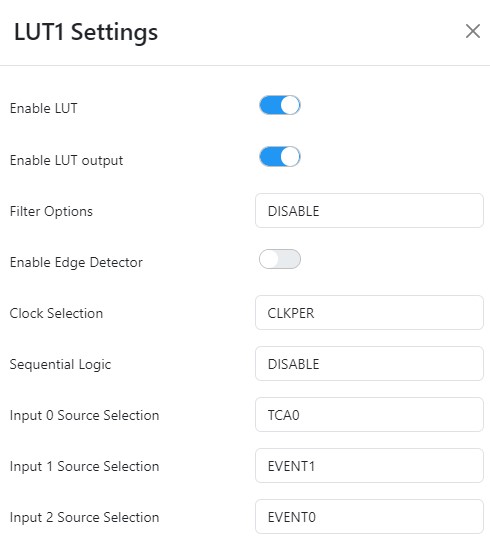 LUT1 Settings
Enable LUT
Enable LUT output
Filter Options DISABLE
Enable Edge Detector
Clock Selection CLKPER
Sequential Logic DISABLE
Input 0 Source Selection TCA0
Input 1 Source Selection EVENT1
Input 2 Source Selection EVENT0